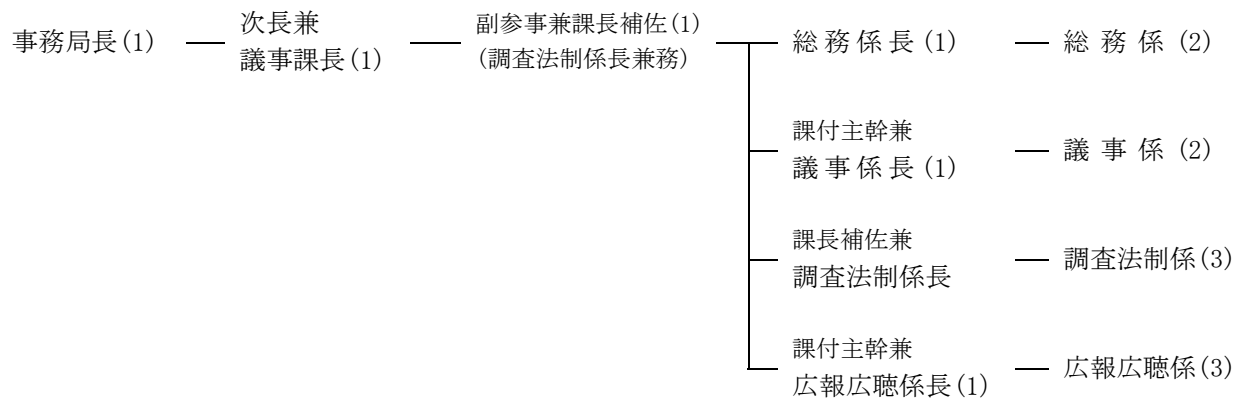 事務局長(1)
次長兼
議事課長(1)
副参事兼課長補佐(1)
(調査法制係長兼務)
総務係長(1)
総務係(2)
課付主幹兼
議事係長(1)
議事係(2)
課長補佐兼
調査法制係長
調査法制係(3)
課付主幹兼
広報広聴係長(1)
広報広聴係(3)